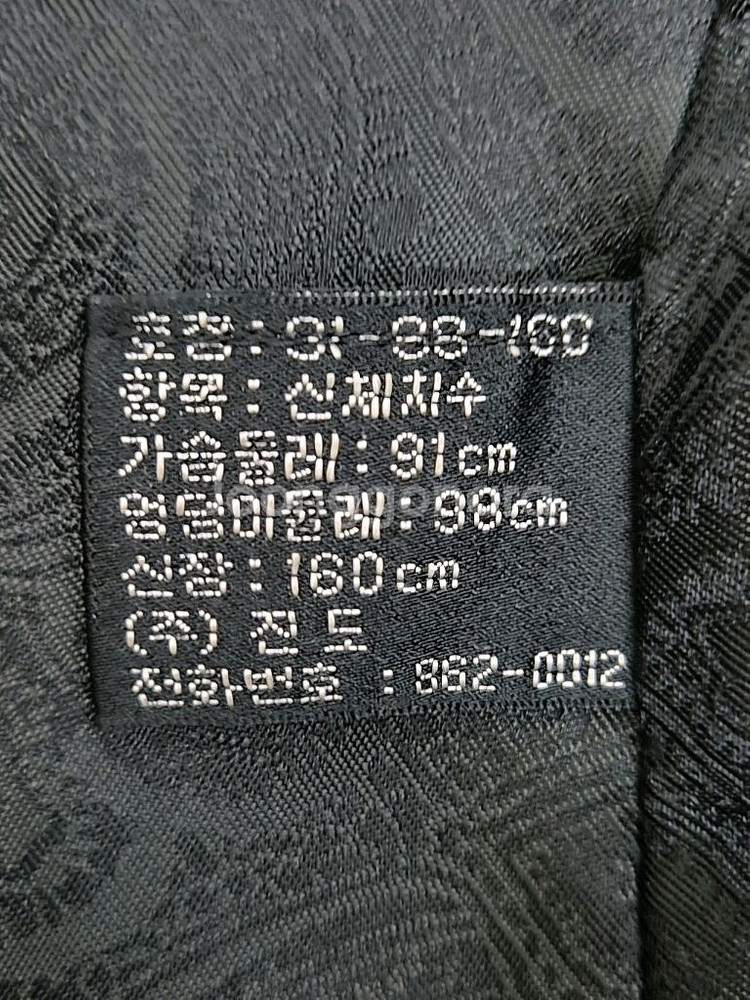 호칭 : 91-98-160
항목 : 신체치수
가슴둘레 : 91cm
엉덩이둘레 : 98cm
신장 : 160cm
(주) 진도
전화번호 : 862-0012